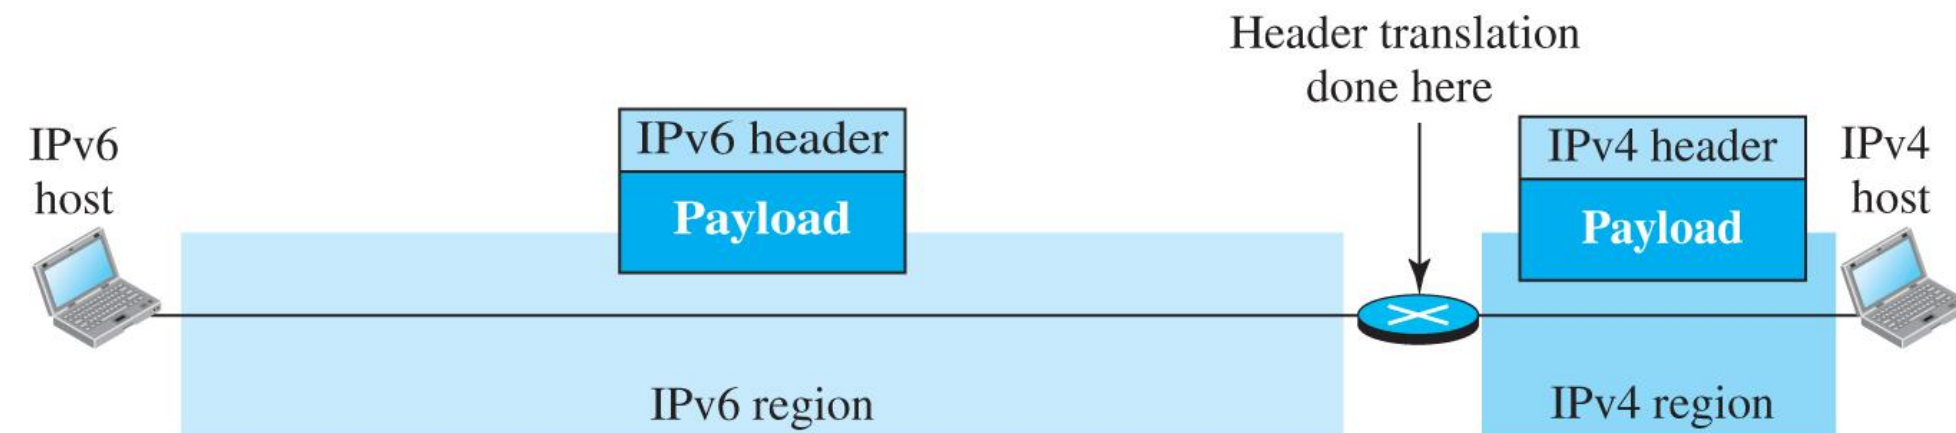 Header translation
done here
IPv6
host
IPv6 header
Payload
IPv4 header
Payload
IPv4
host
IPv6 region
IPv4 region